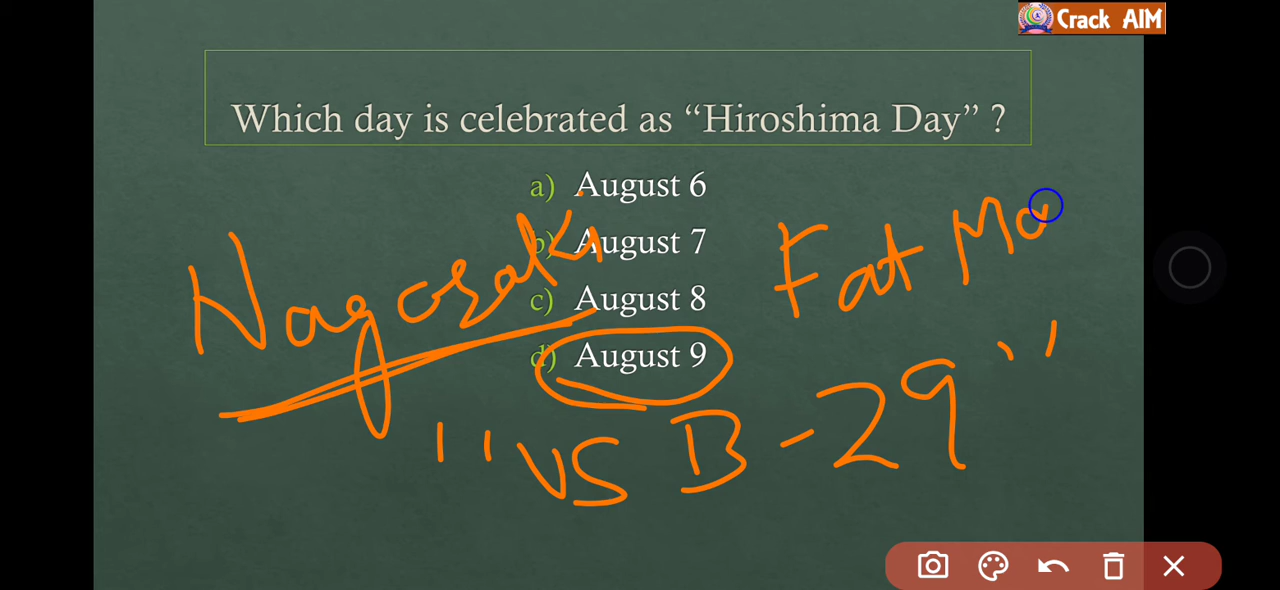 Crack AIM
Which day is celebrated as “Hiroshima Day” ?
a) August 6
b) August 7
c) August 8
d) August 9
Nagosaki
Fat Ma
"US B-29"